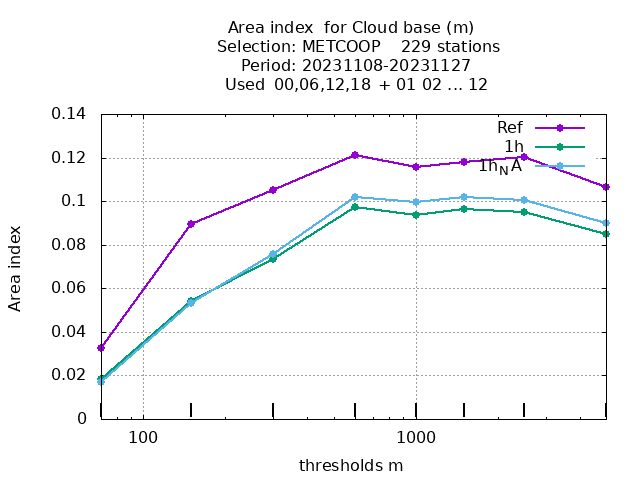 Area index  for Cloud base (m)
Selection: METCOOP    229 stations
Period: 20231108-20231127
Used  00,06,12,18 + 01 02 ... 12
0.14
0.12
0.1
0.08
0.06
0.04
0.02
0
Area index
Ref
1h
1h_NA
100
1000
thresholds m